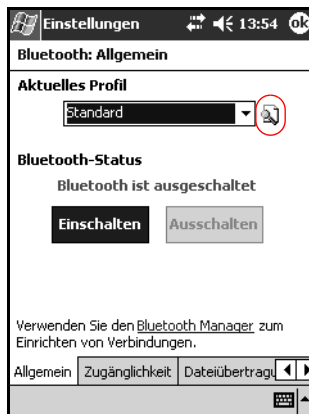 Einstellungen 13:54 ok
Bluetooth: Allgemein
Aktuelles Profil
Standard
Bluetooth-Status
Bluetooth ist ausgeschaltet
Einschalten Ausschalten
Verwenden Sie den Bluetooth Manager zum
Einrichten von Verbindungen.
Allgemein Zugänglichkeit Dateiübertragu